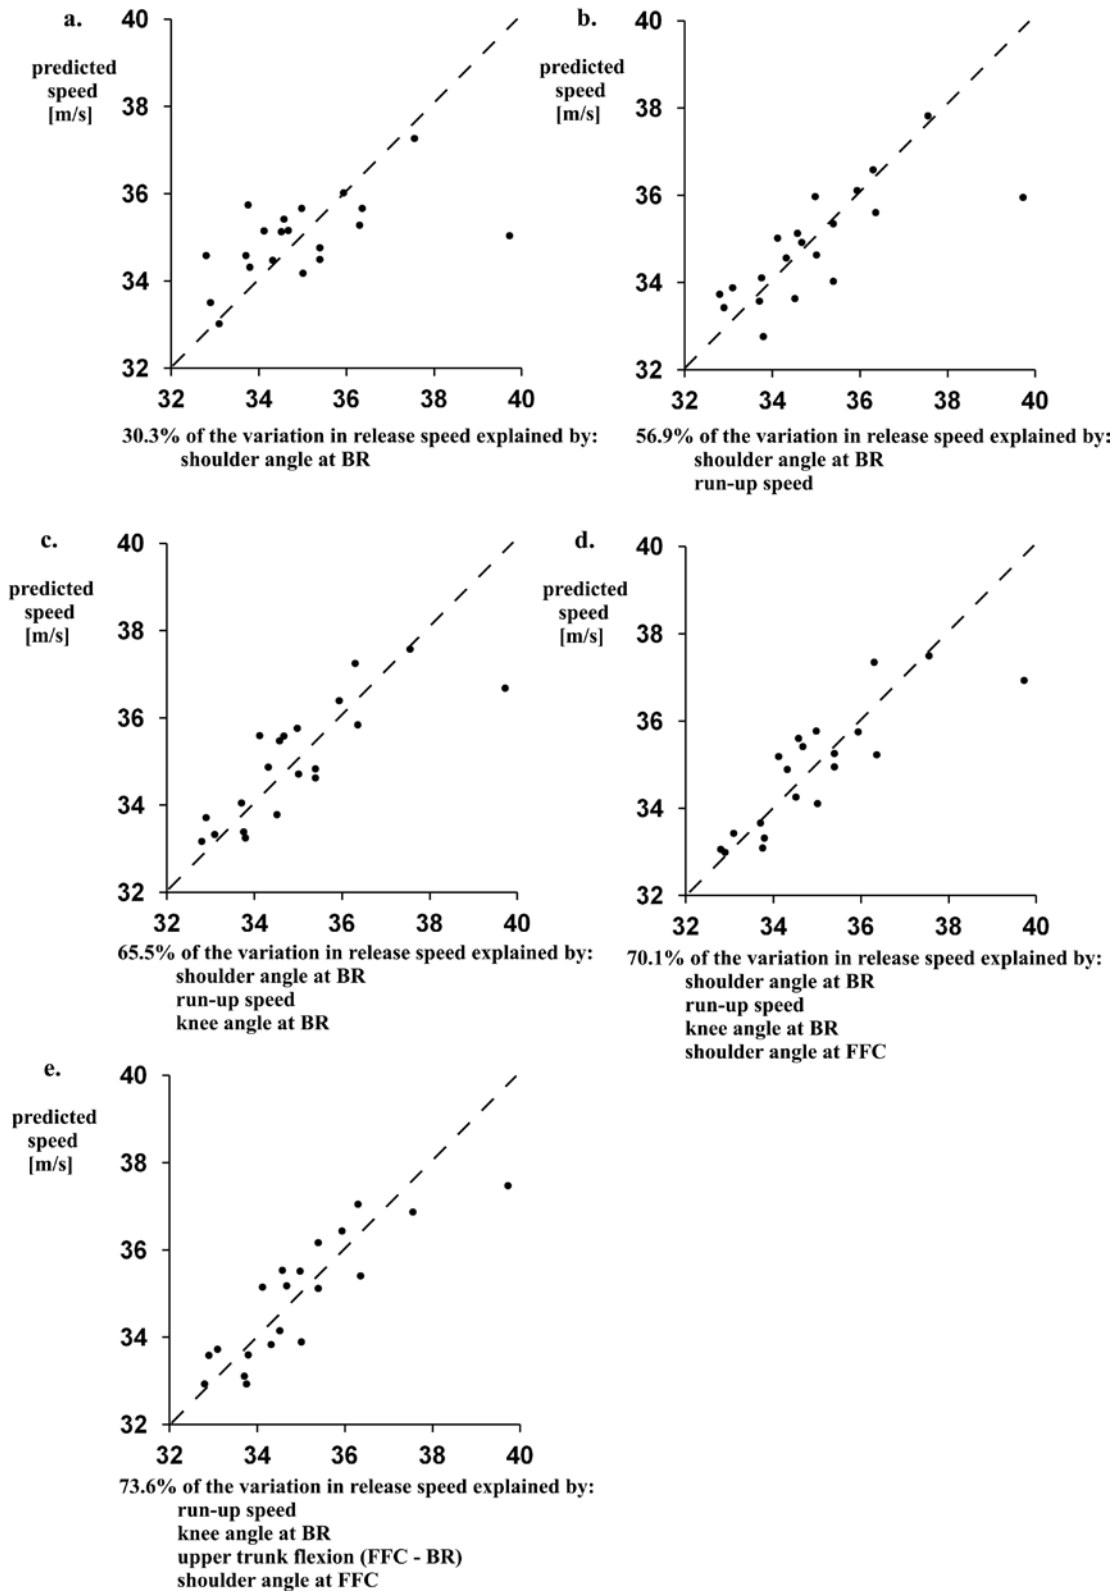 a.
predicted
speed
[m/s]
40
38
36
34
32
32 34 36 38 40
30.3% of the variation in release speed explained by:
shoulder angle at BR
b.
predicted
speed
[m/s]
40
38
36
34
32
32 34 36 38 40
56.9% of the variation in release speed explained by:
shoulder angle at BR
run-up speed
c.
predicted
speed
[m/s]
40
38
36
34
32
32 34 36 38 40
65.5% of the variation in release speed explained by:
shoulder angle at BR
run-up speed
knee angle at BR
d.
predicted
speed
[m/s]
40
38
36
34
32
32 34 36 38 40
70.1% of the variation in release speed explained by:
shoulder angle at BR
run-up speed
knee angle at BR
shoulder angle at FFC
e.
predicted
speed
[m/s]
40
38
36
34
32
32 34 36 38 40
73.6% of the variation in release speed explained by:
run-up speed
knee angle at BR
upper trunk flexion (FFC - BR)
shoulder angle at FFC